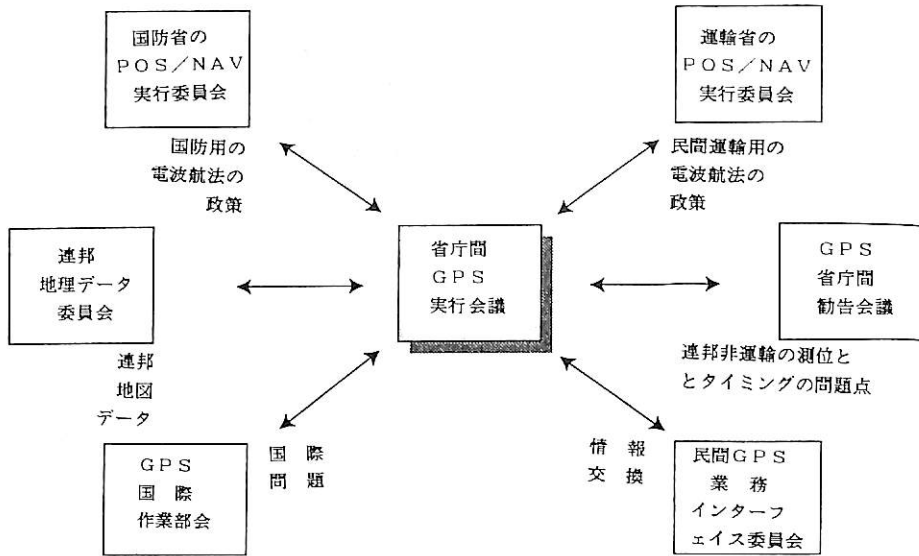 国防省の
POS/NAV
実行委員会
運輸省の
POS/NAV
実行委員会
国防用の
電波航法の
政策
民間運輸用の
電波航法の
政策
連邦
地理データ
委員会
省庁間
GPS
実行会議
GPS
省庁間
勧告会議
連邦
地図
データ
連邦非運輸の測位と
とタイミングの問題点
GPS
国際
作業部会
国際
問題
情報
交換
民間GPS
業務
インターフ
ェイス委員会